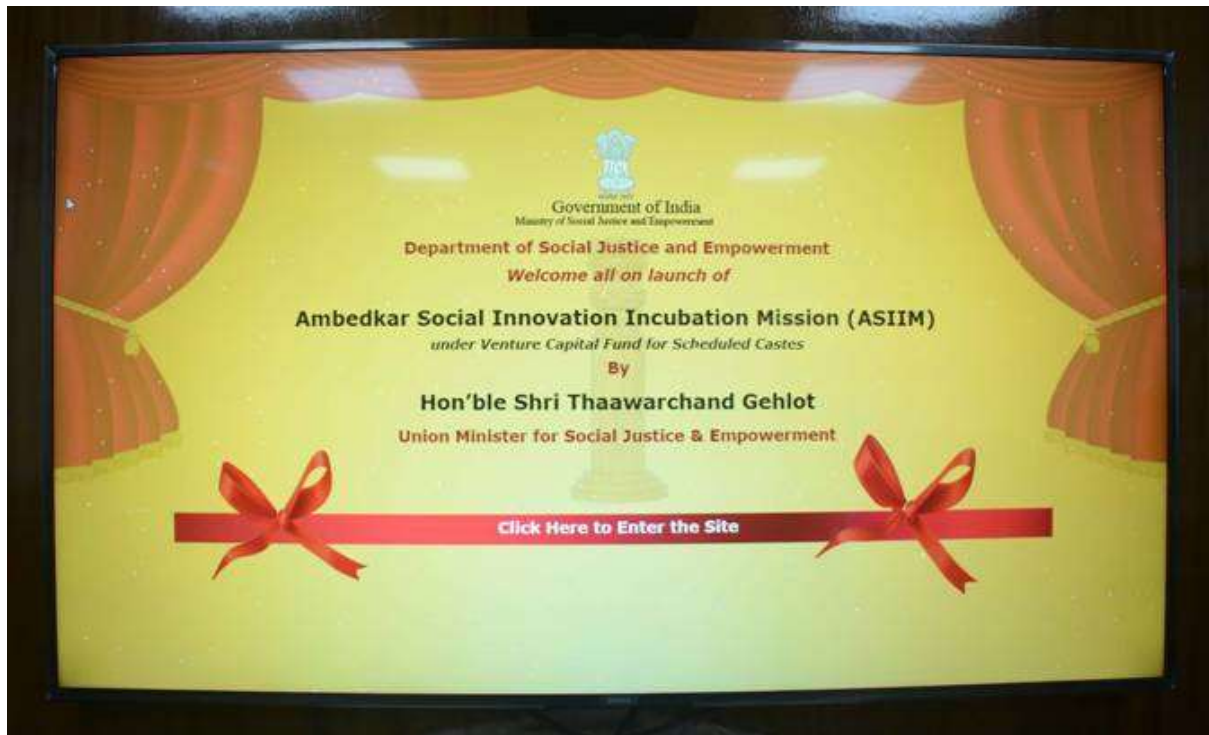 Government of India
Ministry of Social Justice and Empowerment
Department of Social Justice and Empowerment
Welcome all on launch of
Ambedkar Social Innovation Incubation Mission (ASIIM)
under Venture Capital Fund for Scheduled Castes
By
Hon'ble Shri Thaawarchand Gehlot
Union Minister for Social Justice & Empowerment
Click Here to Enter the Site